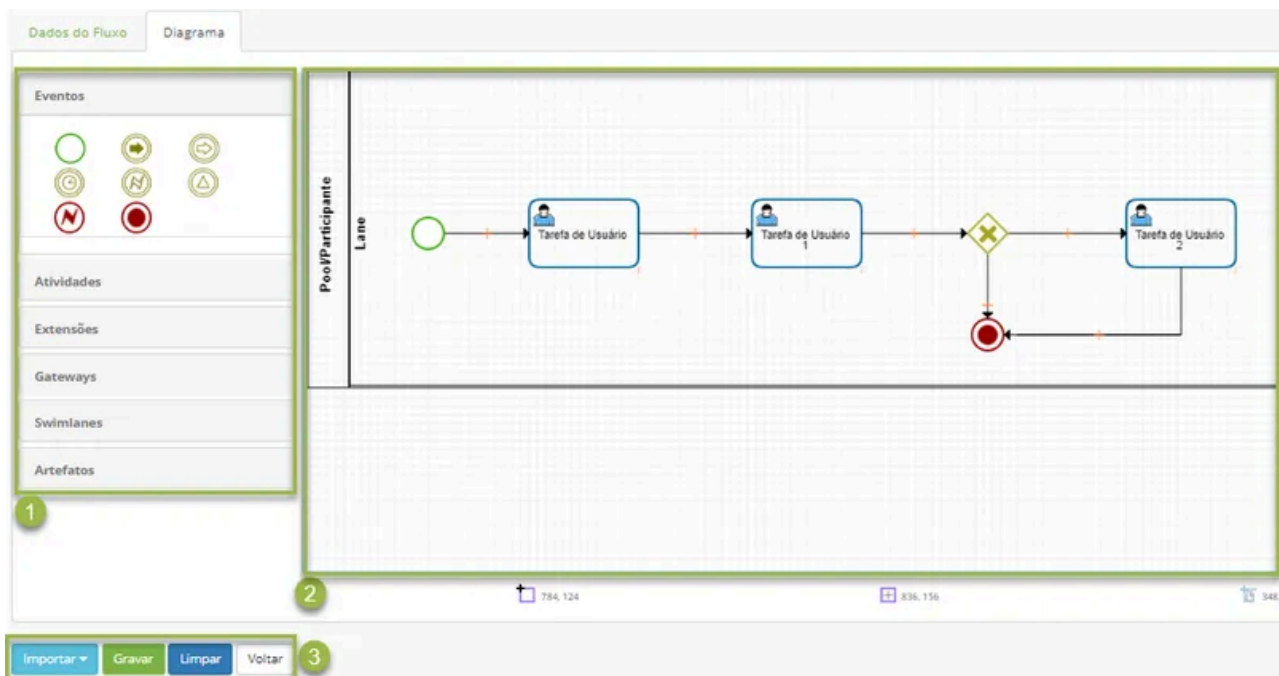 Dados do Fluxo
Diagrama
Eventos
Atividades
Extensões
Gateways
Swimlanes
Artefatos
1
Pool/Participante
Lane
Tarefa de Usuário
Tarefa de Usuário
1
Tarefa de Usuário
2
2
784, 124
836, 156
348,
Importar
Gravar
Limpar
Voltar
3